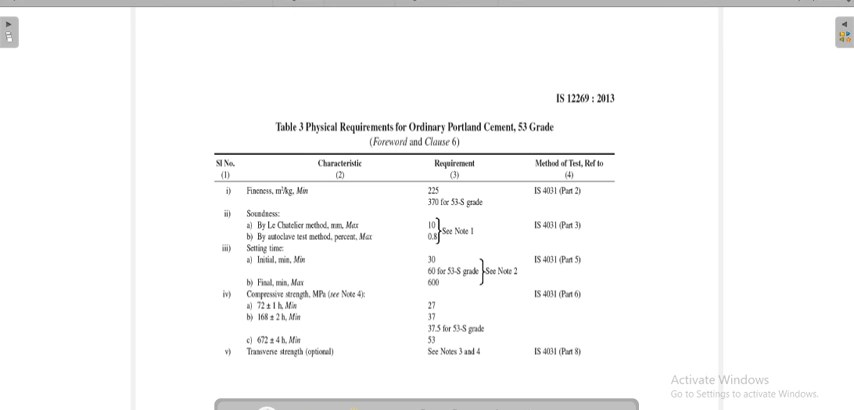 IS 12269 : 2013
Table 3 Physical Requirements for Ordinary Portland Cement, 53 Grade
(Foreword and Clause 6)
Sl No. Characteristic Requirement Method of Test, Ref to
(1) (2) (3) (4)
i) Fineness, m²/kg, Min 225 IS 4031 (Part 2)
370 for 53-S grade
ii) Soundness:
a) By Le Chatelier method, mm, Max 10 IS 4031 (Part 3)
See Note 1
b) By autoclave test method, percent, Max 0.8
iii) Setting time:
a) Initial, min, Min 30 IS 4031 (Part 5)
60 for 53-S grade See Note 2
b) Final, min, Max 600
iv) Compressive strength, MPa (see Note 4): IS 4031 (Part 6)
a) 72 ± 1 h, Min 27
b) 168 ± 2 h, Min 37
37.5 for 53-S grade
c) 672 ± 4 h, Min 53
v) Transverse strength (optional) See Notes 3 and 4 IS 4031 (Part 8)
Activate Windows
Go to Settings to activate Windows.